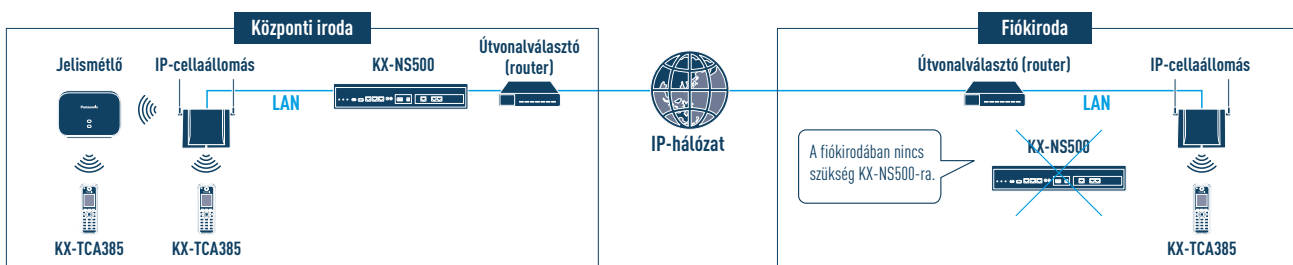 Központi iroda
Jelismétlő
IP-cellaállomás
KX-NS500
Útvonalválasztó
(router)
Panasonic
LAN
KX-TCA385
KX-TCA385
IP-hálózat
Fiókiroda
Útvonalválasztó (router)
IP-cellaállomás
LAN
A fiókirodában nincs
szükség KX-NS500-ra.
KX-NS500
KX-TCA385